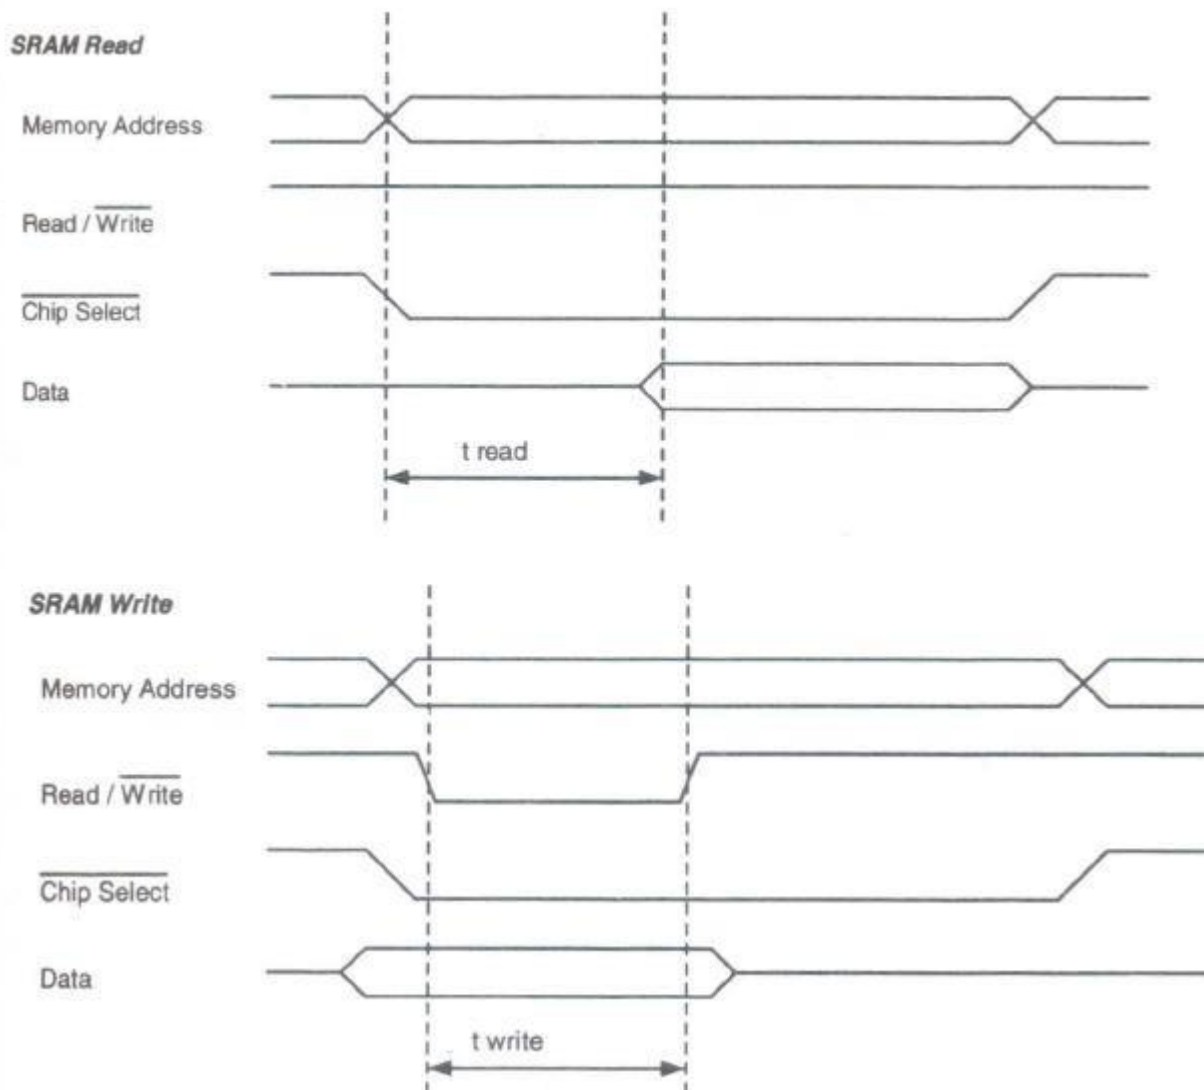 SRAM Read
Memory Address
Read / Write
Chip Select
Data
t read
SRAM Write
Memory Address
Read / Write
Chip Select
Data
t write